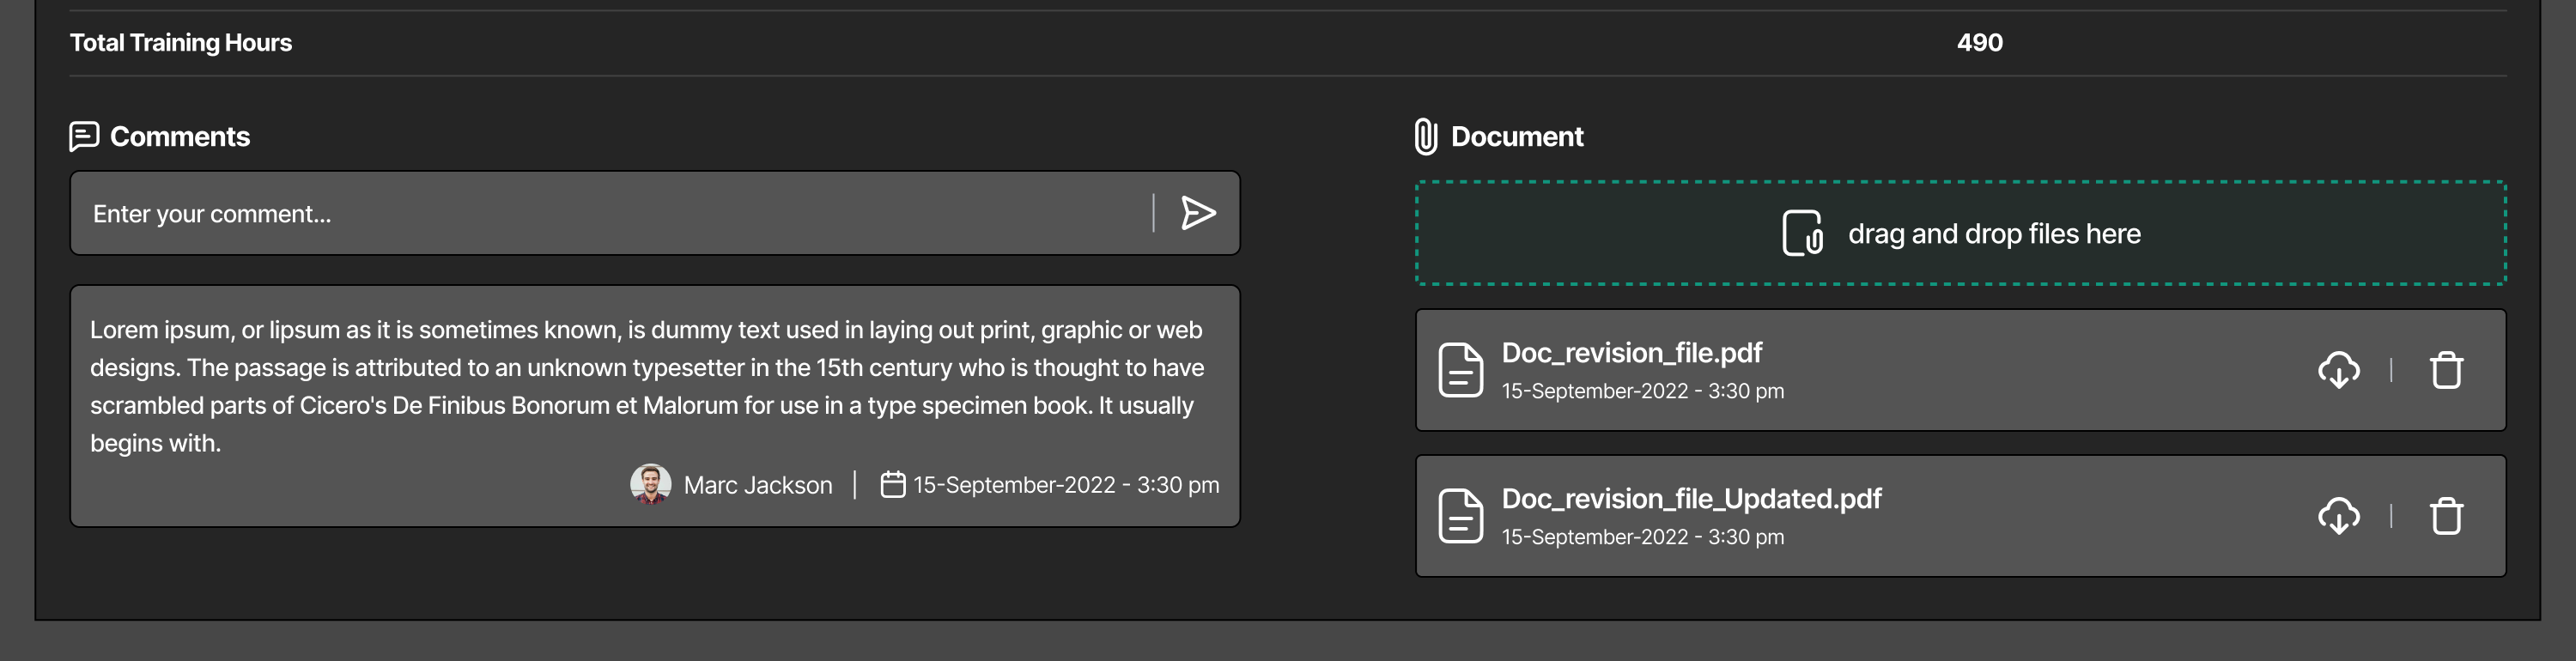 Total Training Hours 490
Comments
Enter your comment...
Lorem ipsum, or lipsum as it is sometimes known, is dummy text used in laying out print, graphic or web
designs. The passage is attributed to an unknown typesetter in the 15th century who is thought to have
scrambled parts of Cicero's De Finibus Bonorum et Malorum for use in a type specimen book. It usually
begins with.
Marc Jackson | 15-September-2022 - 3:30 pm
Document
drag and drop files here
Doc_revision_file.pdf
15-September-2022 - 3:30 pm
Doc_revision_file_Updated.pdf
15-September-2022 - 3:30 pm